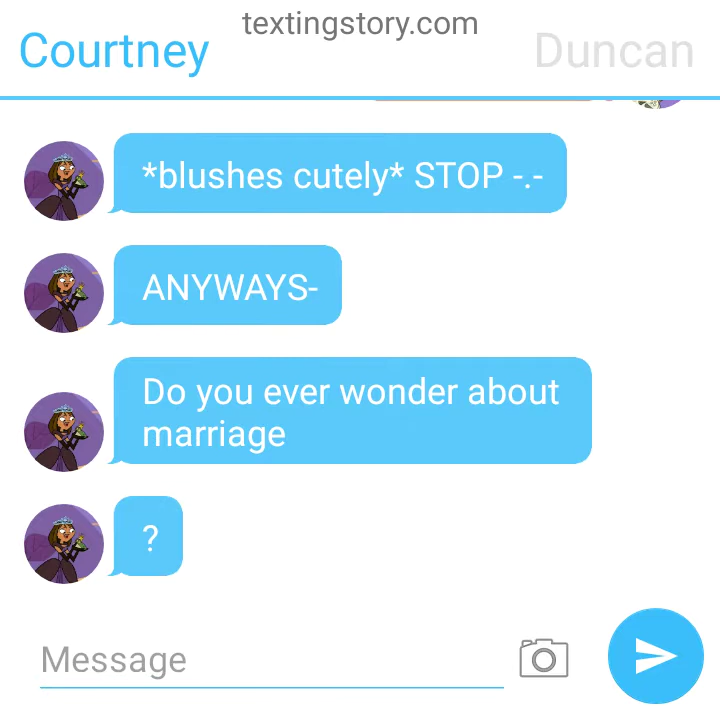 textingstory.com
Courtney
Duncan
*blushes cutely* STOP -.-
ANYWAYS-
Do you ever wonder about
marriage
?
Message